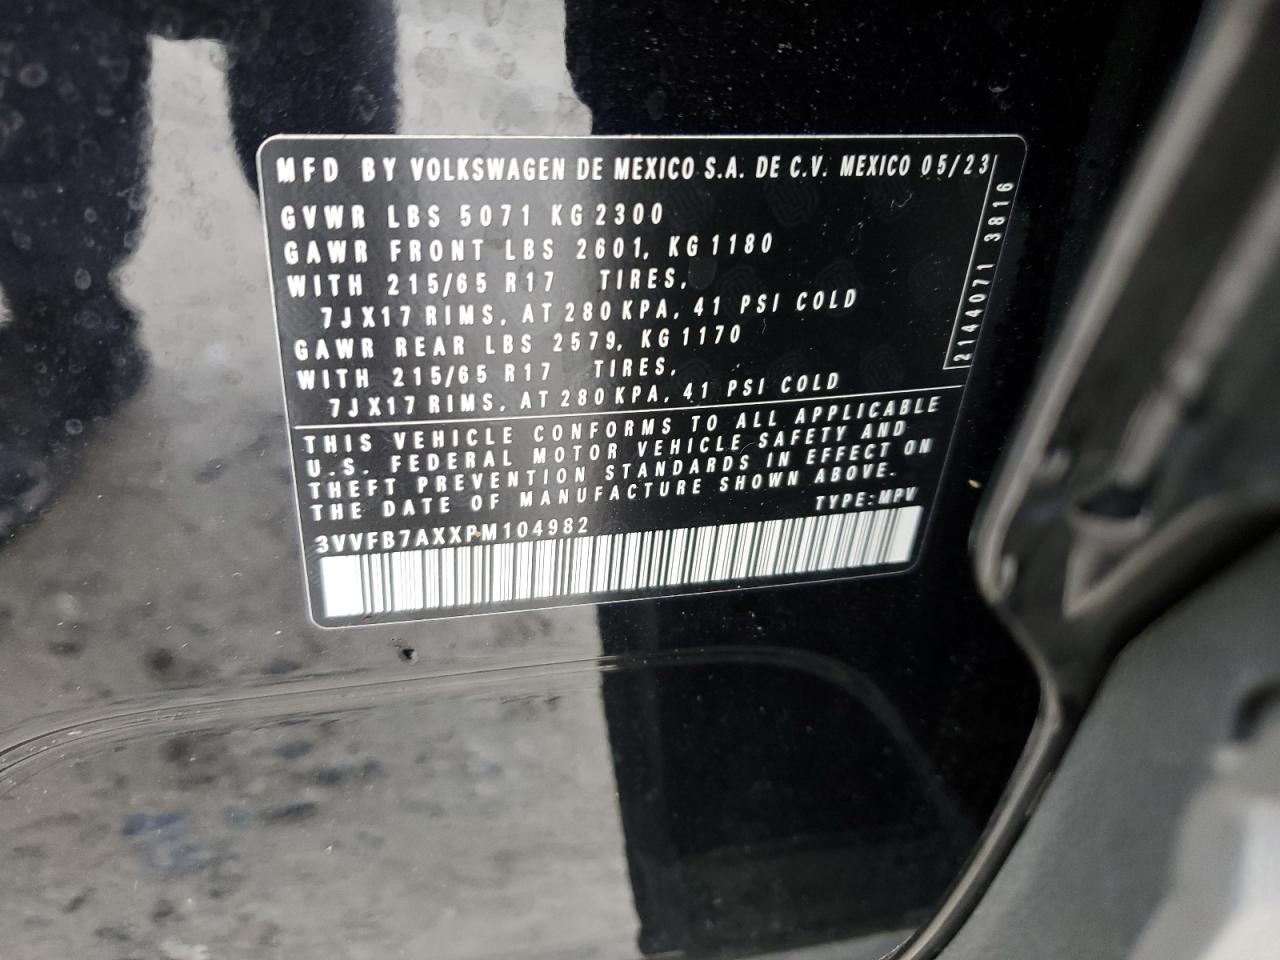 MFD BY VOLKSWAGEN DE MEXICO S.A. DE C.V. MEXICO 05/23
GVWR LBS 5071 KG 2300
GAWR FRONT LBS 2601, KG 1180
WITH 215/65 R17 TIRES,
7JX17 RIMS, AT 280 KPA, 41 PSI COLD
GAWR REAR LBS 2579, KG 1170
WITH 215/65 R17 TIRES,
7JX17 RIMS, AT 280 KPA, 41 PSI COLD
2144071 3816
THIS VEHICLE CONFORMS TO ALL APPLICABLE
U.S. FEDERAL MOTOR VEHICLE SAFETY AND
THEFT PREVENTION STANDARDS IN EFFECT ON
THE DATE OF MANUFACTURE SHOWN ABOVE.
TYPE: MPV
3VVFB7AXXPM104982